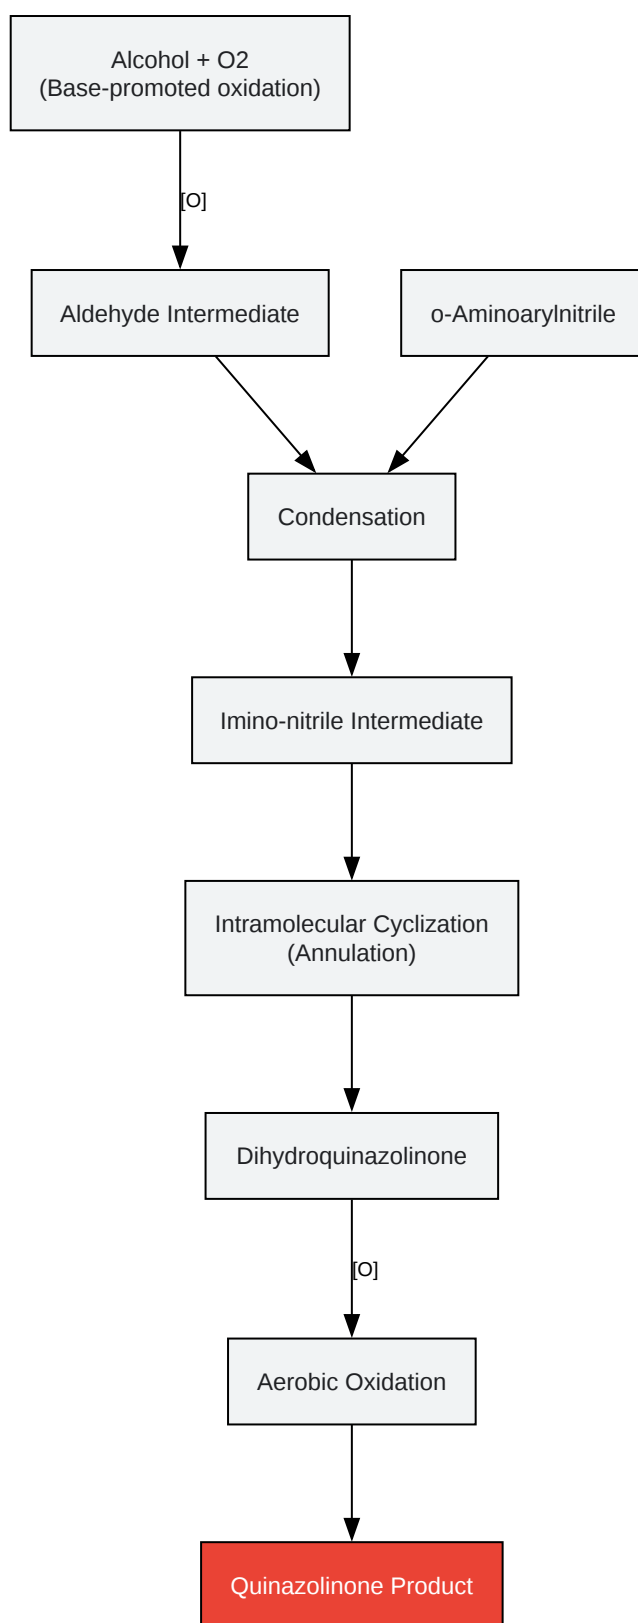 Alcohol + O2
(Base-promoted oxidation)
[O]
Aldehyde Intermediate
o-Aminoarylnitrile
Condensation
Imino-nitrile Intermediate
Intramolecular Cyclization
(Annulation)
Dihydroquinazolinone
[O]
Aerobic Oxidation
Quinazolinone Product